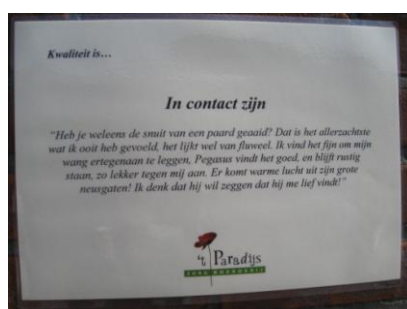 Kwaliteit is…
In contact zijn
"Heb je weleens de snuit van een paard geaaid? Dat is het allerzachtste
wat ik ooit heb gevoeld, het lijkt wel van fluweel. Ik vind het fijn om mijn
wang ertegenaan te leggen, Pegasus vindt het goed, en blijft rustig
staan, zo lekker tegen mij aan. Er komt warme lucht uit zijn grote
neusgaten! Ik denk dat hij wil zeggen dat hij me lief vindt!"
't Paradijs
ZORGBOERDERIJ